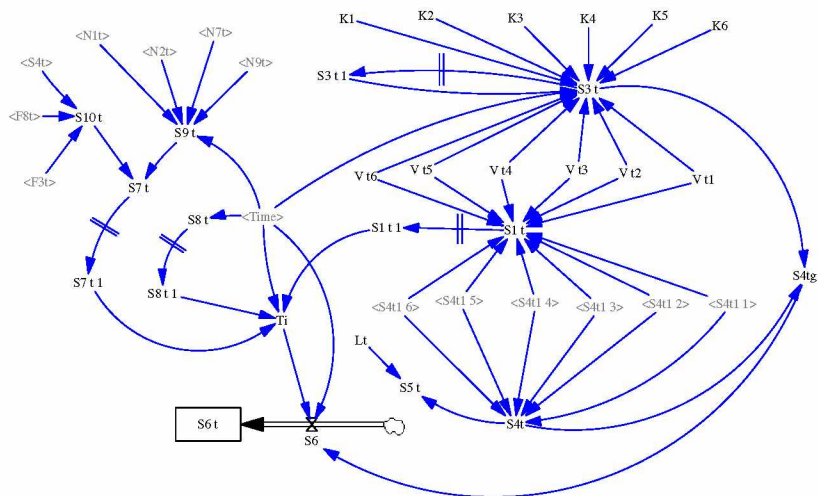 K1
K2
K3
K4
K5
K6
<N1t>
<N7t>
<N2t>
<N9t>
<S4t>
<F8t>
S10 t
S9 t
<F3t>
S3 t 1
S3 t
S7 t
V t6
V t5
V t4
V t3
V t2
V t1
S8 t
<Time>
S1 t 1
S1 t
S7 t 1
S8 t 1
S4tg
<S4t1 6>
<S4t1 5>
<S4t1 4>
<S4t1 3>
<S4t1 2>
<S4t1 1>
Ti
Lt
S5 t
S6 t
S6
S4t